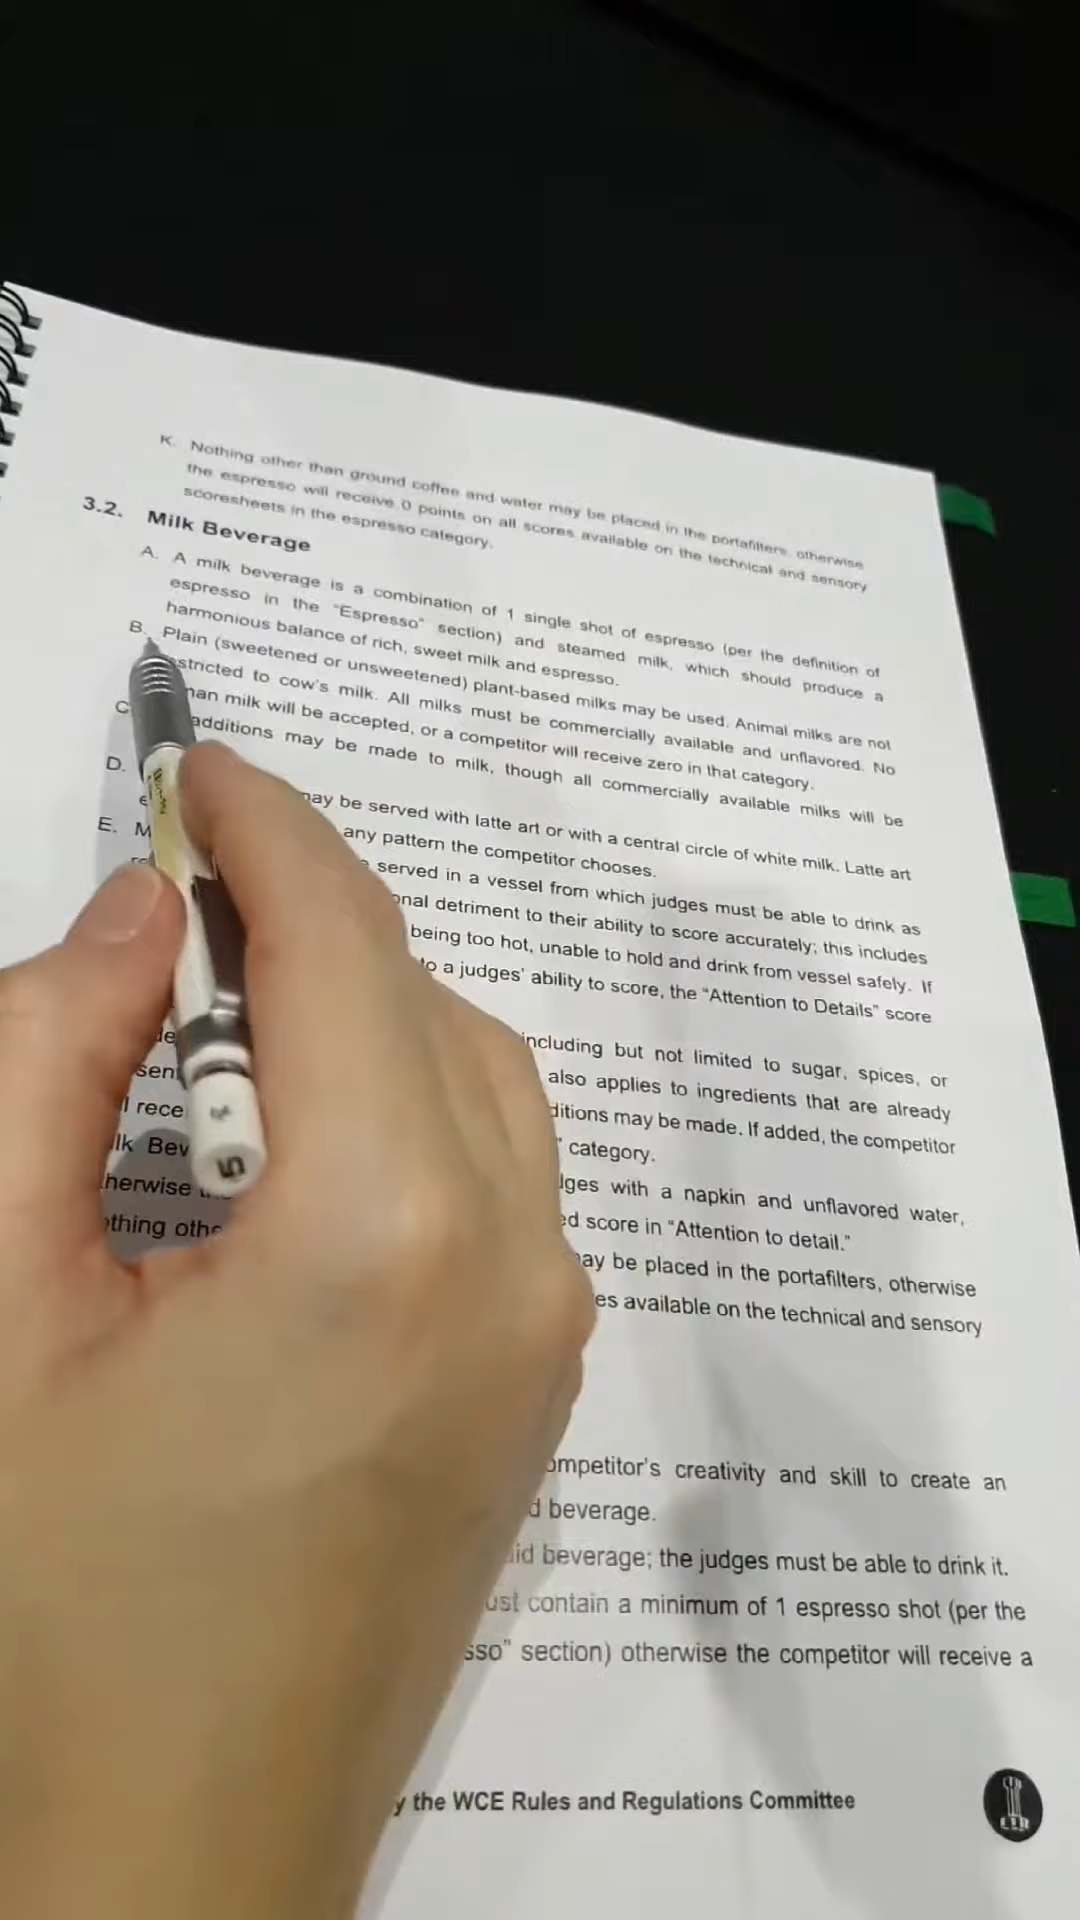 K. Nothing other than ground coffee and water may be placed in the portafilters, otherwise
the espresso will receive 0 points on all scores available on the technical and sensory
scoresheets in the espresso category.
3.2. Milk Beverage
A. A milk beverage is a combination of 1 single shot of espresso (per the definition of
espresso in the "Espresso" section) and steamed milk, which should produce a
harmonious balance of rich, sweet milk and espresso.
B. Plain (sweetened or unsweetened) plant-based milks may be used. Animal milks are not
stricted to cow's milk. All milks must be commercially available and unflavored. No
man milk will be accepted, or a competitor will receive zero in that category.
C additions may be made to milk, though all commercially available milks will be
D. may be served with latte art or with a central circle of white milk. Latte art
any pattern the competitor chooses.
E. M served in a vessel from which judges must be able to drink as
onal detriment to their ability to score accurately; this includes
being too hot, unable to hold and drink from vessel safely. If
to a judges' ability to score, the "Attention to Details" score
including but not limited to sugar, spices, or
sent also applies to ingredients that are already
l rece ditions may be made. If added, the competitor
lk Bev " category.
herwise dges with a napkin and unflavored water,
thing othe ed score in "Attention to detail."
may be placed in the portafilters, otherwise
es available on the technical and sensory
ompetitor's creativity and skill to create an
d beverage.
uid beverage; the judges must be able to drink it.
ust contain a minimum of 1 espresso shot (per the
sso" section) otherwise the competitor will receive a
y the WCE Rules and Regulations Committee
5